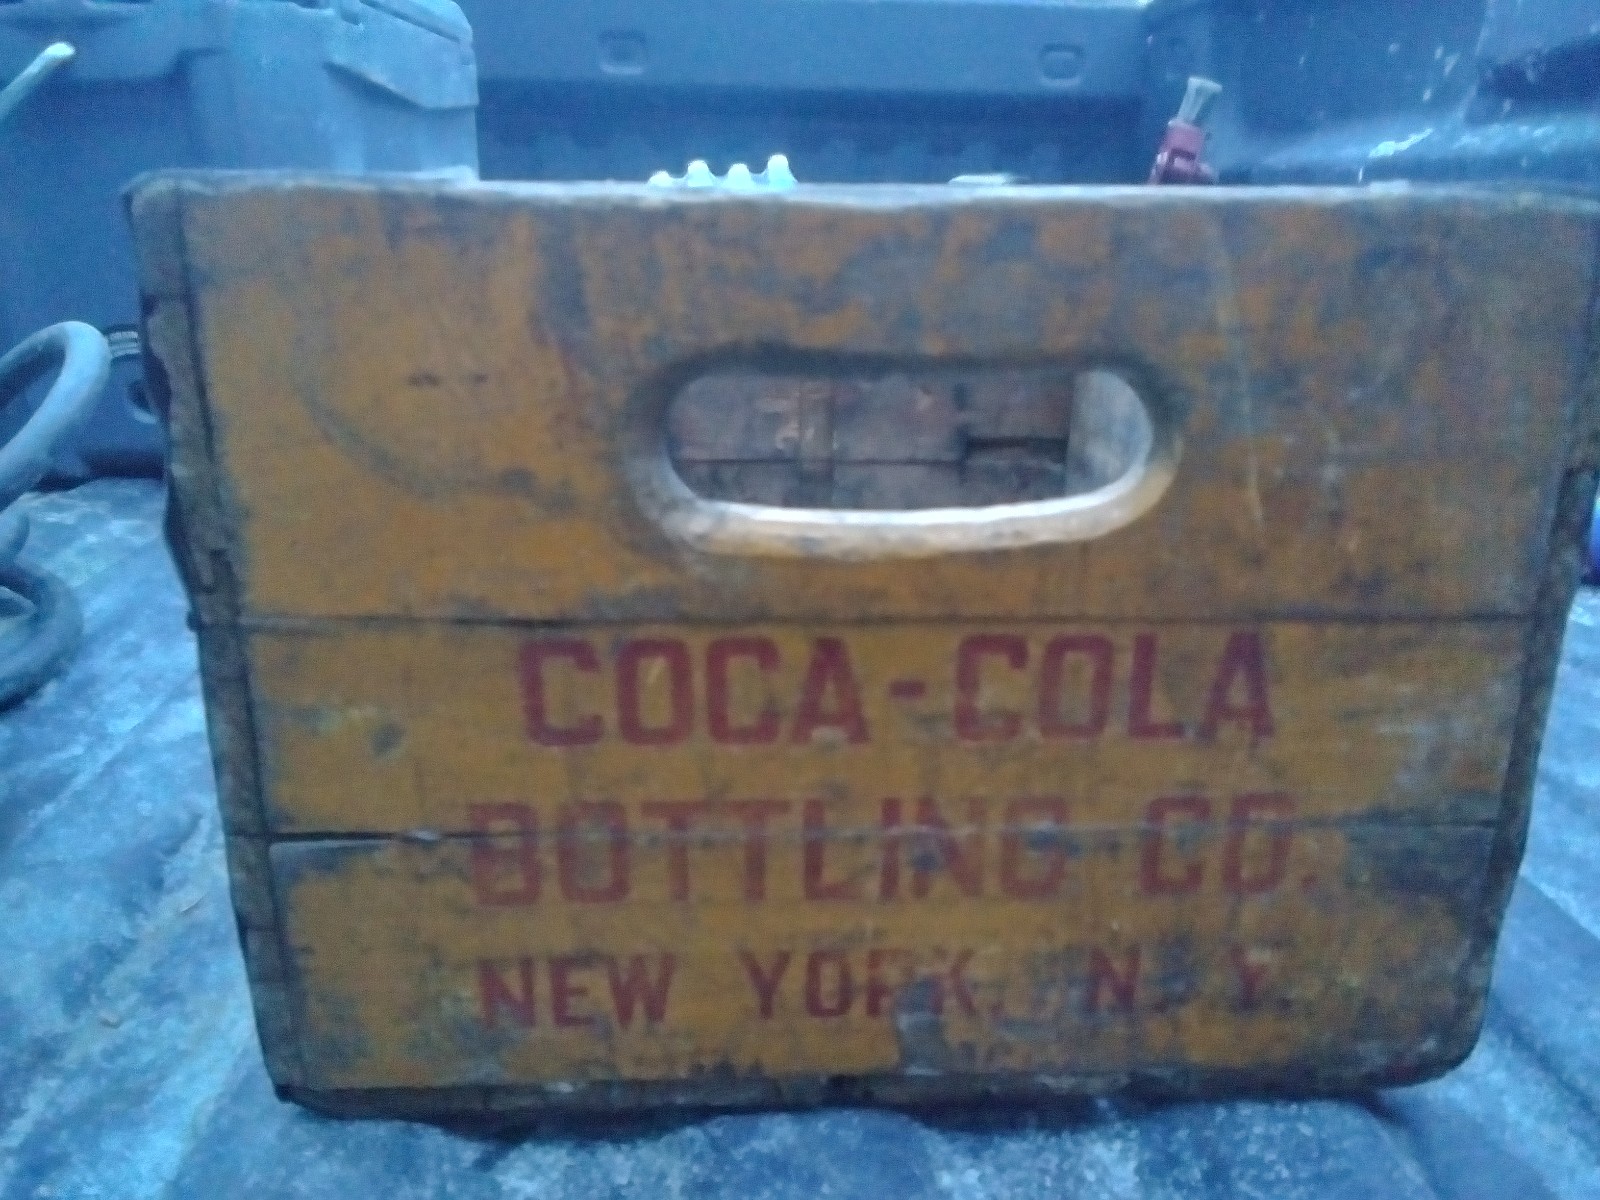 COCA-COLA
BOTTLING CO.
NEW YORK, N. Y.